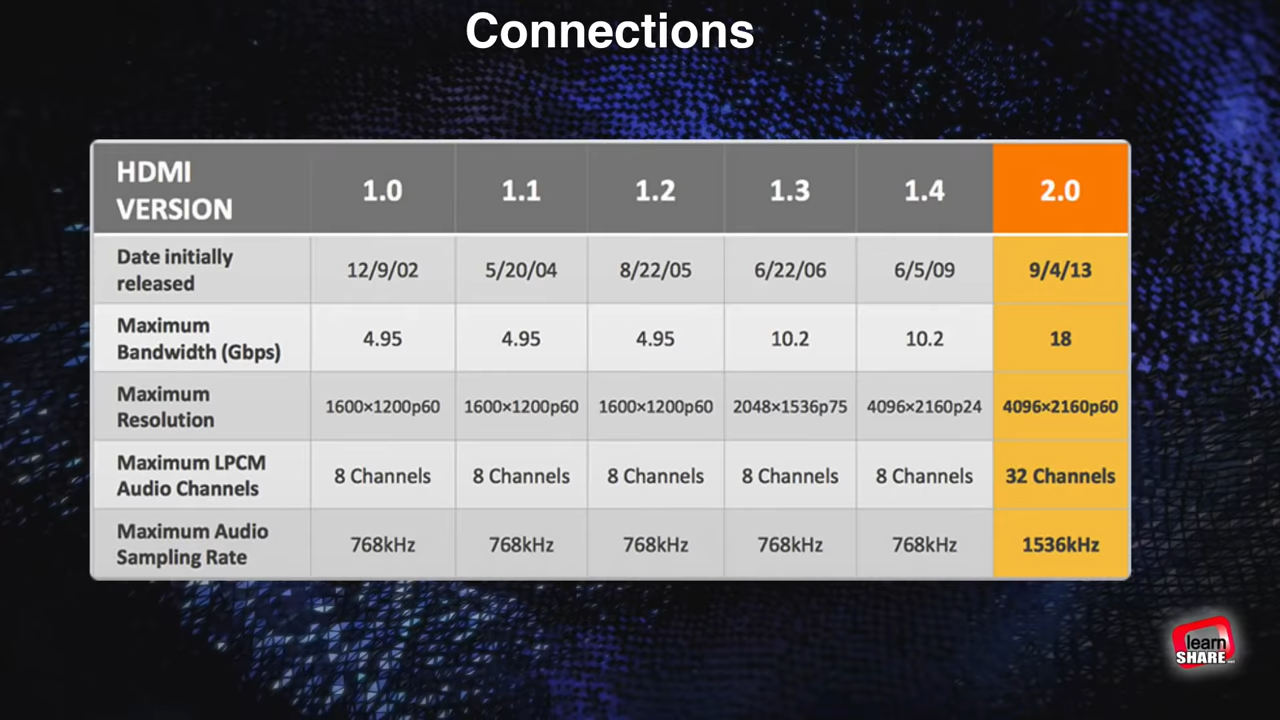 Connections
HDMI VERSION 1.0 1.1 1.2 1.3 1.4 2.0
Date initially released 12/9/02 5/20/04 8/22/05 6/22/06 6/5/09 9/4/13
Maximum Bandwidth (Gbps) 4.95 4.95 4.95 10.2 10.2 18
Maximum Resolution 1600×1200p60 1600×1200p60 1600×1200p60 2048×1536p75 4096×2160p24 4096×2160p60
Maximum LPCM Audio Channels 8 Channels 8 Channels 8 Channels 8 Channels 8 Channels 32 Channels
Maximum Audio Sampling Rate 768kHz 768kHz 768kHz 768kHz 768kHz 1536kHz
learn
SHARE